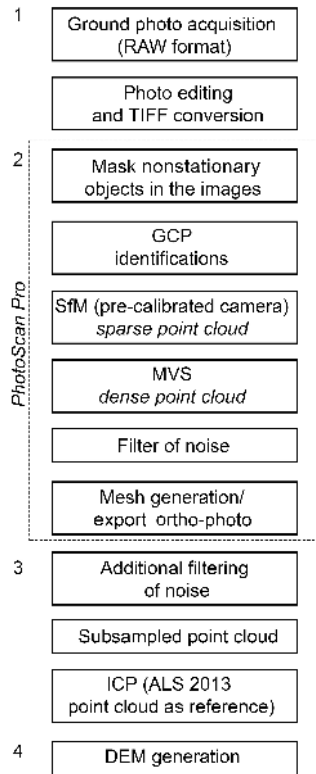 1
Ground photo acquisition
(RAW format)
Photo editing
and TIFF conversion
2
PhotoScan Pro
Mask nonstationary
objects in the images
GCP
identifications
SfM (pre-calibrated camera)
sparse point cloud
MVS
dense point cloud
Filter of noise
Mesh generation/
export ortho-photo
3
Additional filtering
of noise
Subsampled point cloud
ICP (ALS 2013
point cloud as reference)
4
DEM generation